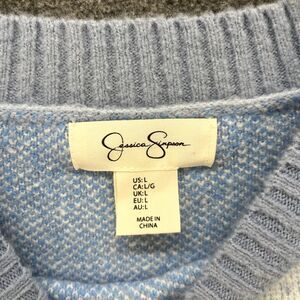 Jessica Simpson
US:L
CA:L/G
UK:L
EU:L
AU:L
MADE IN
CHINA